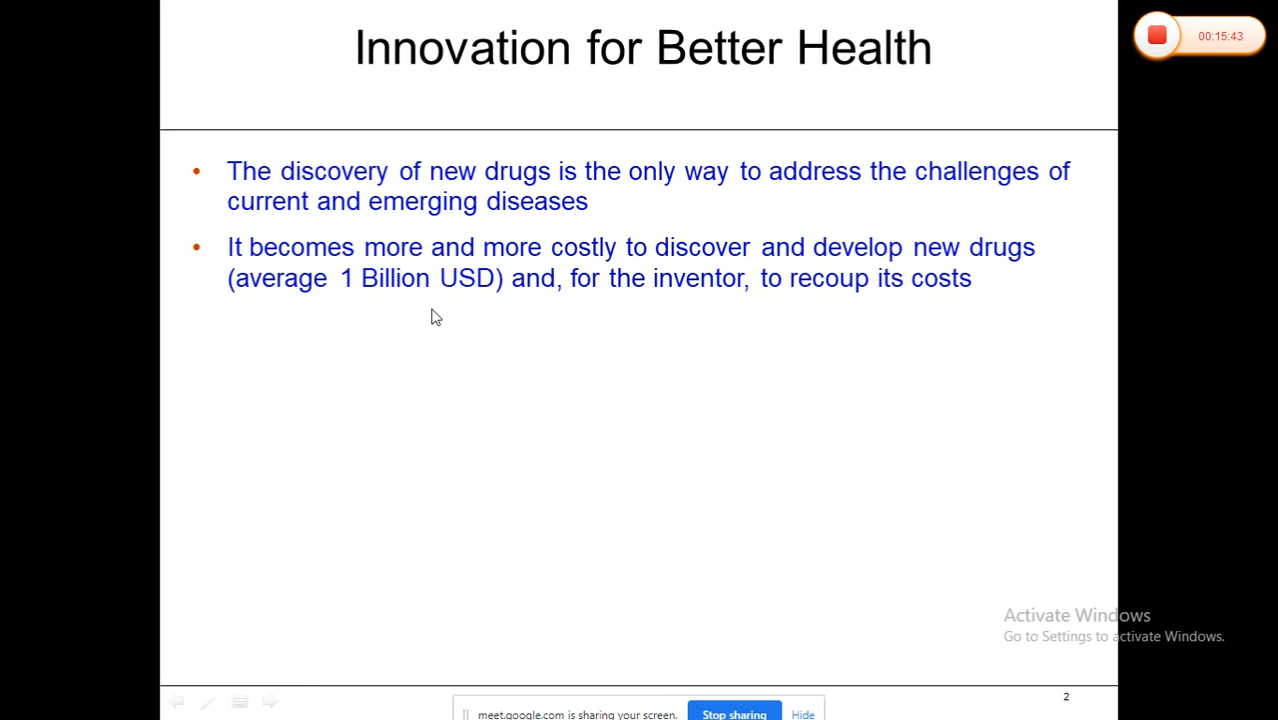 Innovation for Better Health
00:15:43
• The discovery of new drugs is the only way to address the challenges of
current and emerging diseases
• It becomes more and more costly to discover and develop new drugs
(average 1 Billion USD) and, for the inventor, to recoup its costs
Activate Windows
Go to Settings to activate Windows.
2
meet.google.com is sharing your screen.
Stop sharing
Hide